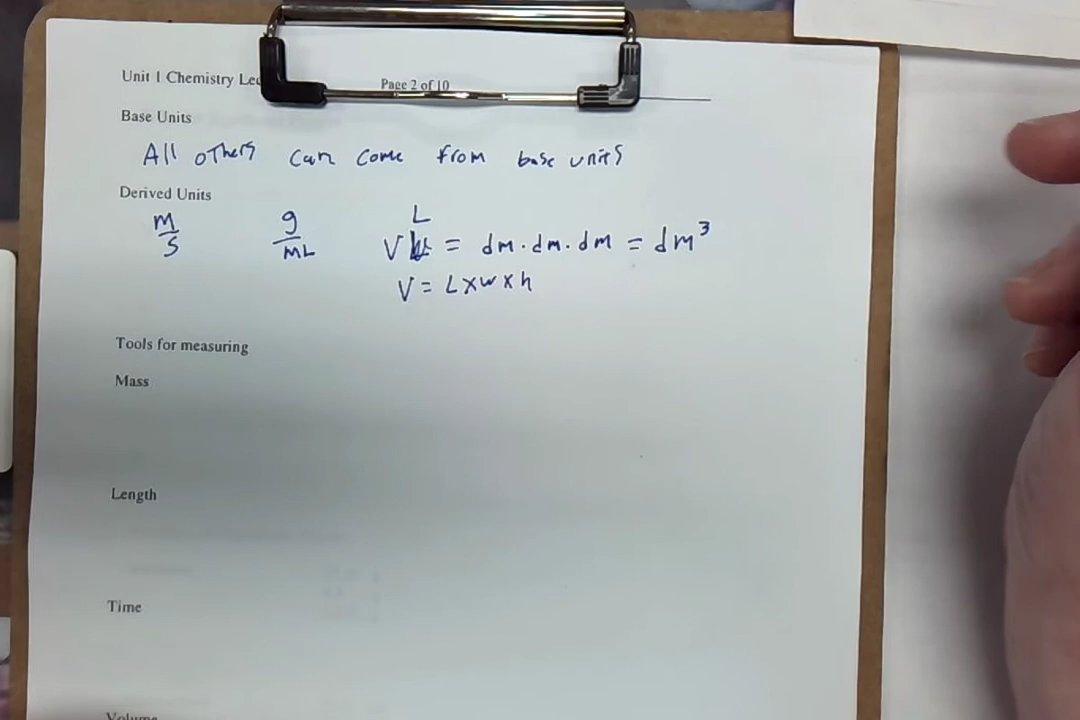 Unit 1 Chemistry Page 2 of 10
Base Units
All others can come from base units
Derived Units
L
m/s g/mL V = dm·dm·dm = dm³
V = L×w×h
Tools for measuring
Mass
Length
Time
Volume